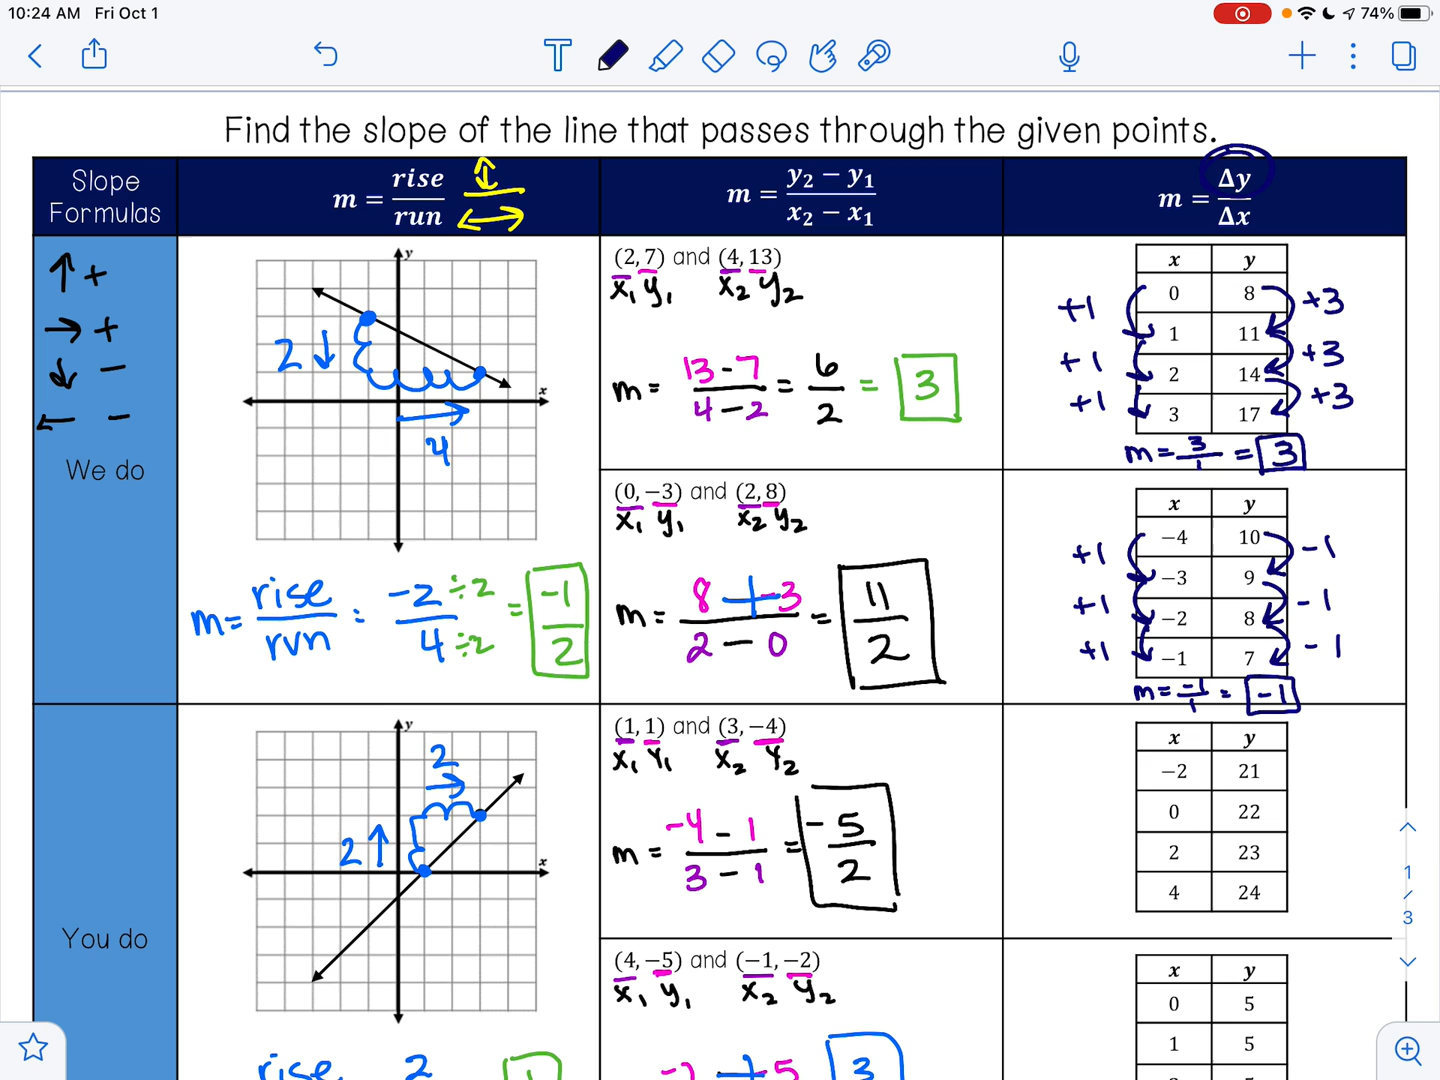 10:24 AM Fri Oct 1
74%
T
Find the slope of the line that passes through the given points.
Slope Formulas
m = rise/run
m = (y₂ − y₁)/(x₂ − x₁)
m = Δy/Δx
↑ +
→ +
↓ −
← −
We do
y
x
2 ↓
→
4
m = rise/run = -2/4 ÷2/÷2 = -1/2
(2, 7) and (4, 13)
x₁ y₁ x₂ y₂
m = (13 - 7)/(4 - 2) = 6/2 = 3
x y
+1 0 8 +3
+1 1 11 +3
+1 2 14 +3
3 17
m = 3/1 = 3
(0, −3) and (2, 8)
x₁ y₁ x₂ y₂
m = (8 + -3)/(2 - 0) = 11/2
x y
+1 −4 10 -1
+1 −3 9 -1
+1 −2 8 -1
−1 7
m = -1/1 = -1
You do
y
x
2
→
2 ↑
rise 2
1
(1, 1) and (3, −4)
x₁ y₁ x₂ y₂
m = (-4 - 1)/(3 - 1) = -5/2
x y
−2 21
0 22
2 23
4 24
(4, −5) and (−1, −2)
x₁ y₁ x₂ y₂
-2 + 5 3
x y
0 5
1 5
1
/
3